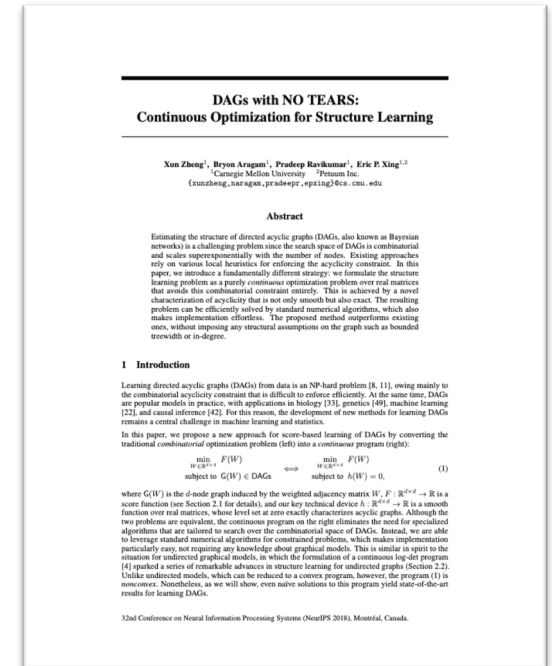 DAGs with NO TEARS:
Continuous Optimization for Structure Learning
Xun Zheng¹, Bryon Aragam¹, Pradeep Ravikumar¹, Eric P. Xing¹,²
¹Carnegie Mellon University ²Petuum Inc.
{xunzheng,naragam,pradeepr,epxing}@cs.cmu.edu
Abstract
Estimating the structure of directed acyclic graphs (DAGs, also known as Bayesian
networks) is a challenging problem since the search space of DAGs is combinatorial
and scales superexponentially with the number of nodes. Existing approaches
rely on various local heuristics for enforcing the acyclicity constraint. In this
paper, we introduce a fundamentally different strategy: we formulate the structure
learning problem as a purely continuous optimization problem over real matrices
that avoids this combinatorial constraint entirely. This is achieved by a novel
characterization of acyclicity that is not only smooth but also exact. The resulting
problem can be efficiently solved by standard numerical algorithms, which also
makes implementation effortless. The proposed method outperforms existing
ones, without imposing any structural assumptions on the graph such as bounded
treewidth or in-degree.
1 Introduction
Learning directed acyclic graphs (DAGs) from data is an NP-hard problem [8, 11], owing mainly to
the combinatorial acyclicity constraint that is difficult to enforce efficiently. At the same time, DAGs
are popular models in practice, with applications in biology [33], genetics [49], machine learning
[22], and causal inference [42]. For this reason, the development of new methods for learning DAGs
remains a central challenge in machine learning and statistics.
In this paper, we propose a new approach for score-based learning of DAGs by converting the
traditional combinatorial optimization problem (left) into a continuous program (right):
min F(W) min F(W)
W∈ℝᵈˣᵈ ⟺ W∈ℝᵈˣᵈ (1)
subject to G(W) ∈ DAGs subject to h(W) = 0,
where G(W) is the d-node graph induced by the weighted adjacency matrix W, F : ℝᵈˣᵈ → ℝ is a
score function (see Section 2.1 for details), and our key technical device h : ℝᵈˣᵈ → ℝ is a smooth
function over real matrices, whose level set at zero exactly characterizes acyclic graphs. Although the
two problems are equivalent, the continuous program on the right eliminates the need for specialized
algorithms that are tailored to search over the combinatorial space of DAGs. Instead, we are able
to leverage standard numerical algorithms for constrained problems, which makes implementation
particularly easy, not requiring any knowledge about graphical models. This is similar in spirit to the
situation for undirected graphical models, in which the formulation of a continuous log-det program
[4] sparked a series of remarkable advances in structure learning for undirected graphs (Section 2.2).
Unlike undirected models, which can be reduced to a convex program, however, the program (1) is
nonconvex. Nonetheless, as we will show, even naïve solutions to this program yield state-of-the-art
results for learning DAGs.
32nd Conference on Neural Information Processing Systems (NeurIPS 2018), Montréal, Canada.